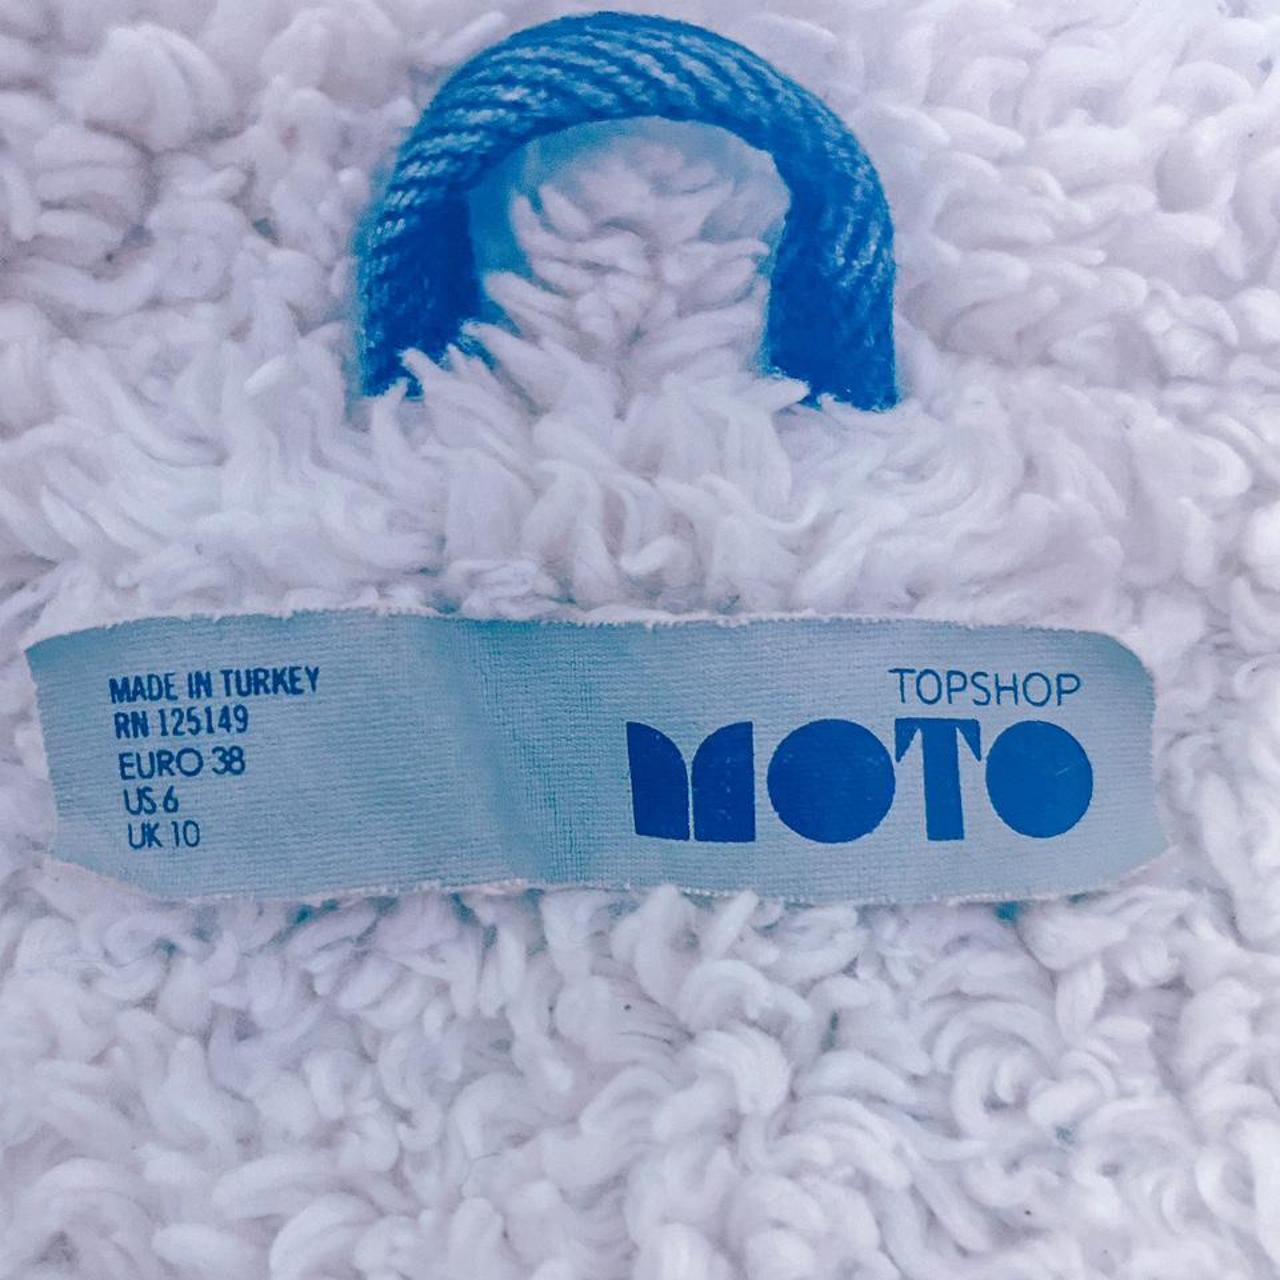 MADE IN TURKEY
RN 125149
EURO 38
US 6
UK 10
TOPSHOP
MOTO